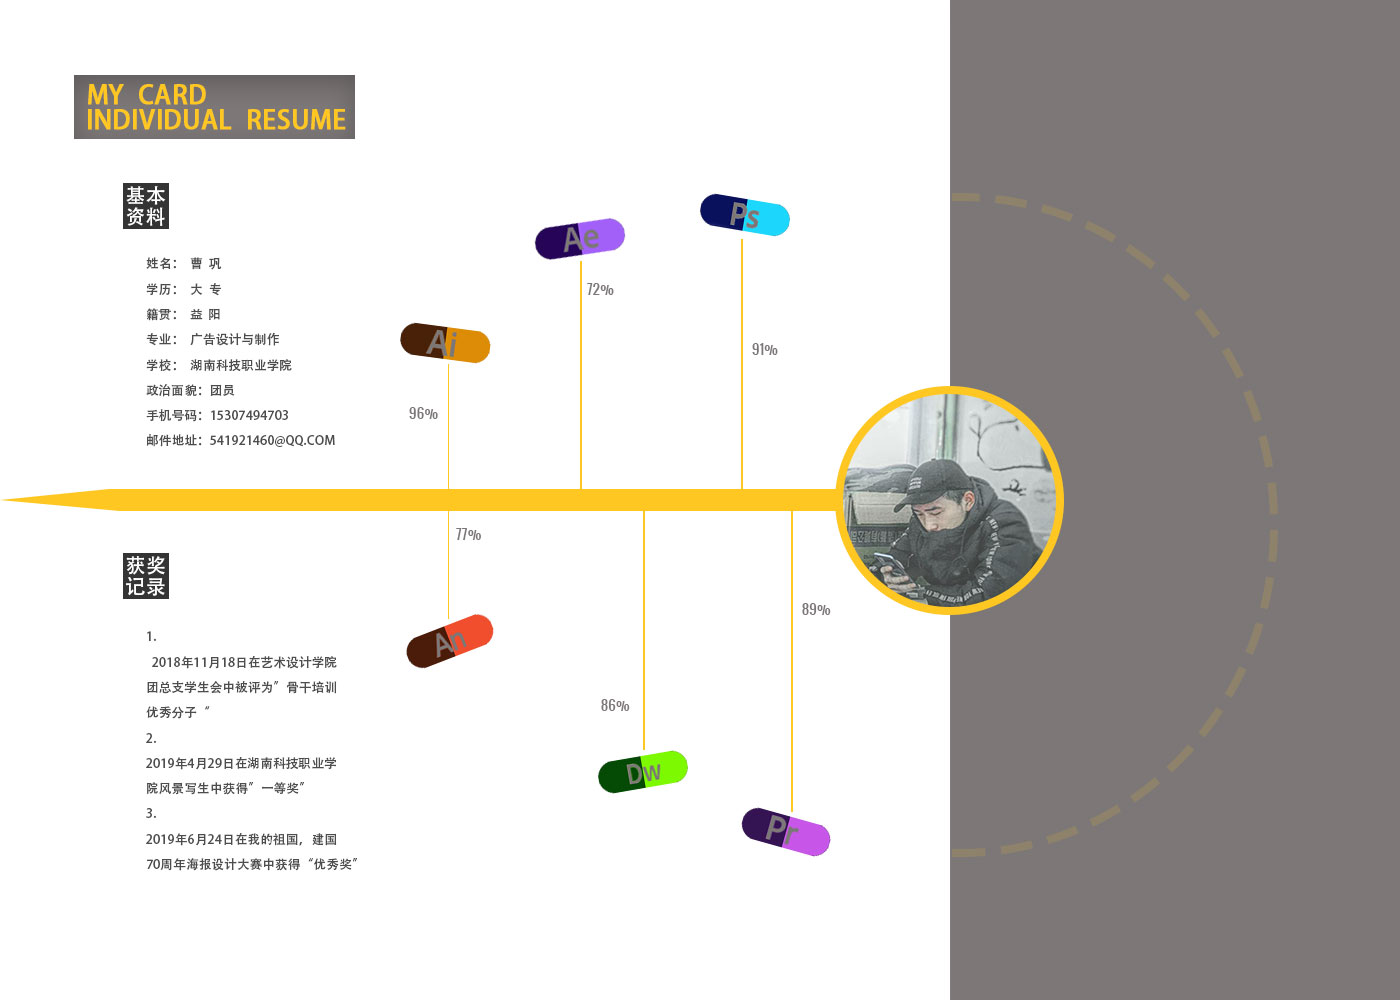 MY CARD
INDIVIDUAL RESUME
基本
资料
姓名： 曹 巩
学历： 大 专
籍贯： 益 阳
专业： 广告设计与制作
学校： 湖南科技职业学院
政治面貌：团员
手机号码：15307494703
邮件地址：541921460@QQ.COM
Ps
Ae
72%
Ai
91%
96%
77%
An
89%
86%
Dw
Pr
获奖
记录
1.
2018年11月18日在艺术设计学院
团总支学生会中被评为”骨干培训
优秀分子“
2.
2019年4月29日在湖南科技职业学
院风景写生中获得”一等奖”
3.
2019年6月24日在我的祖国，建国
70周年海报设计大赛中获得“优秀奖”